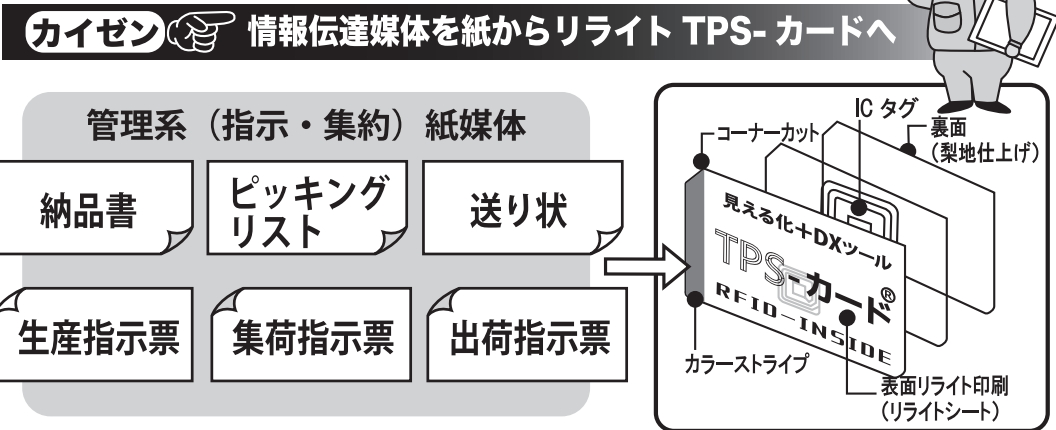 カイゼン 情報伝達媒体を紙からリライト TPS- カードへ
管理系（指示・集約）紙媒体
納品書
ピッキング
リスト
送り状
生産指示票
集荷指示票
出荷指示票
IC タグ
コーナーカット
裏面
（梨地仕上げ）
見える化＋DXツール
TPS-カード®
RFID-INSIDE
カラーストライプ
表面リライト印刷
（リライトシート）